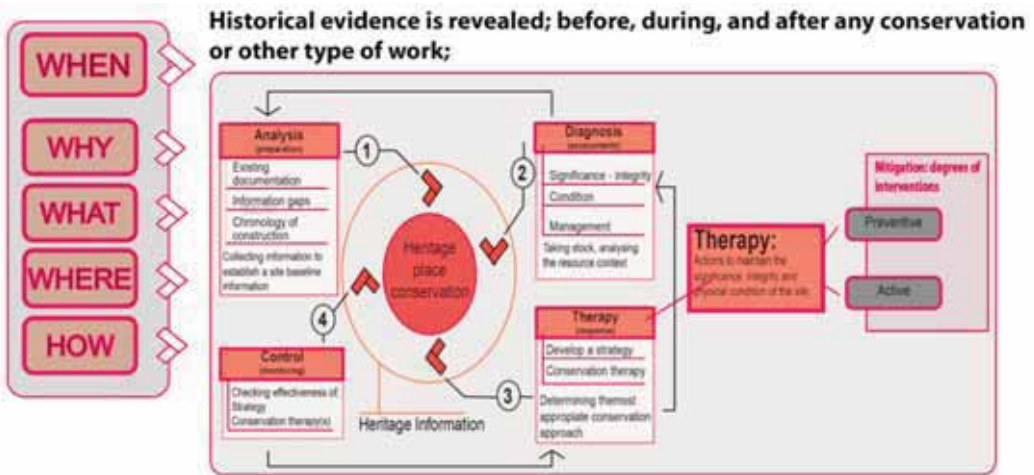 Historical evidence is revealed; before, during, and after any conservation
or other type of work;
WHEN
WHY
WHAT
WHERE
HOW
Analysis
(preparation)
Existing
documentation
Information gaps
Chronology of
construction
Collecting information to
establish a site baseline
information
1
Heritage
place
conservation
2
Diagnosis
Significance - integrity
Condition
Management
Taking stock, analysing
the resource context
4
Control
(monitoring)
Checking effectiveness of
Strategy
Conservation therapy(s)
Heritage Information
3
Therapy
(response)
Develop a strategy
Conservation therapy
Determining themost
appropiate conservation
approach
Therapy:
Actions to maintain the
significance, integrity and
physical condition of the site.
Mitigation: degrees of
interventions
Preventive
Active